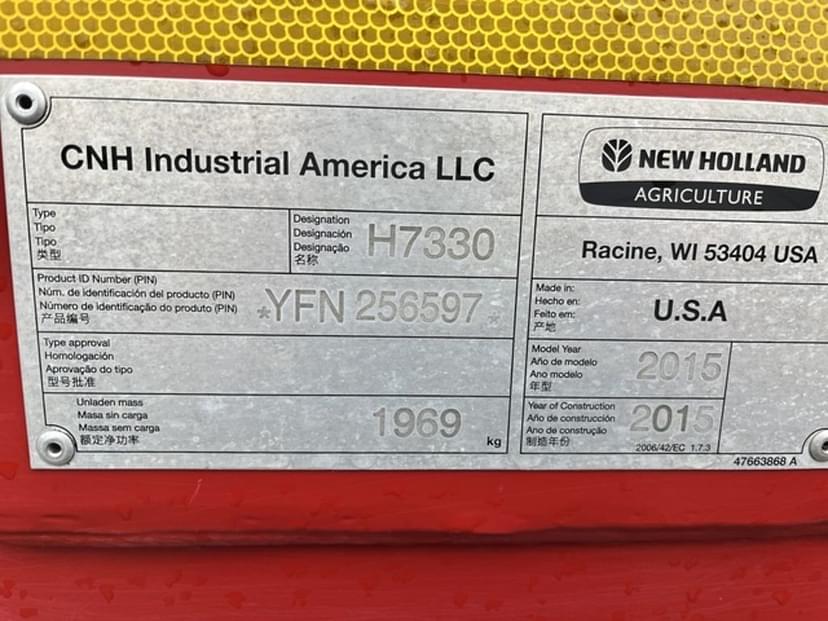 CNH Industrial America LLC
NEW HOLLAND
AGRICULTURE
Type
Tipo
Tipo
类型
Designation
Designación
Designação
名称
H7330
Racine, WI 53404 USA
Product ID Number (PIN)
Núm. de identificación del producto (PIN)
Número de identificação do produto (PIN)
产品编号
*YFN 256597*
Made in:
Hecho en:
Feito em:
产地
U.S.A
Type approval
Homologación
Aprovação do tipo
型号批准
Model Year
Año de modelo
Ano modelo
年型
2015
Unladen mass
Masa sin carga
Massa sem carga
额定净功率
1969
kg
Year of Construction
Año de construcción
Ano de construção
制造年份
2015
2006/42/EC 1.7.3
47663868 A